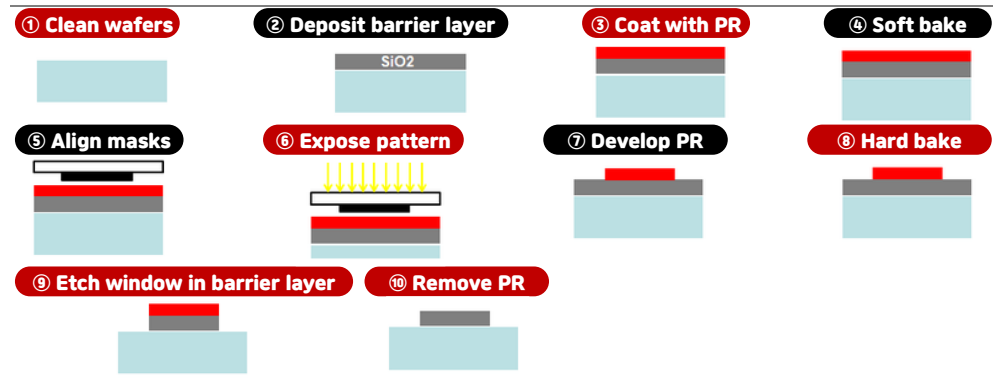 ① Clean wafers
② Deposit barrier layer
③ Coat with PR
④ Soft bake
SiO2
⑤ Align masks
⑥ Expose pattern
⑦ Develop PR
⑧ Hard bake
⑨ Etch window in barrier layer
⑩ Remove PR